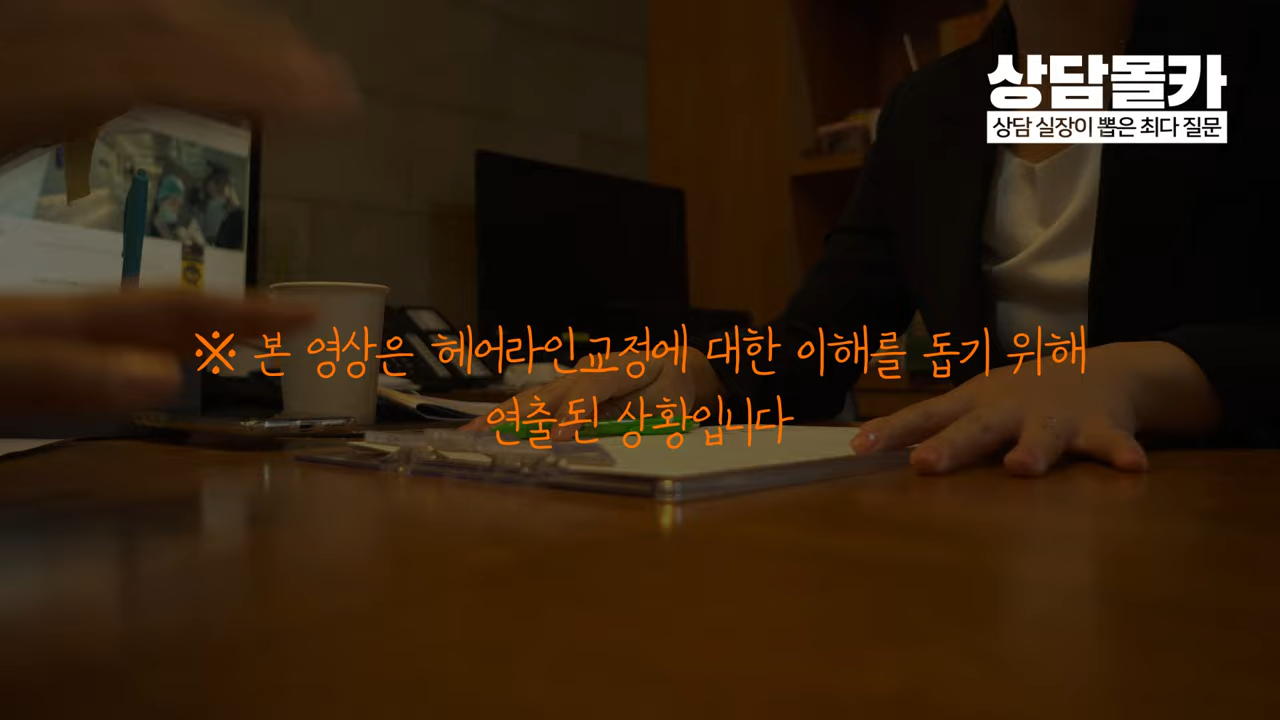 상담몰카
상담 실장이 뽑은 최다 질문
※ 본 영상은 헤어라인교정에 대한 이해를 돕기 위해
연출된 상황입니다